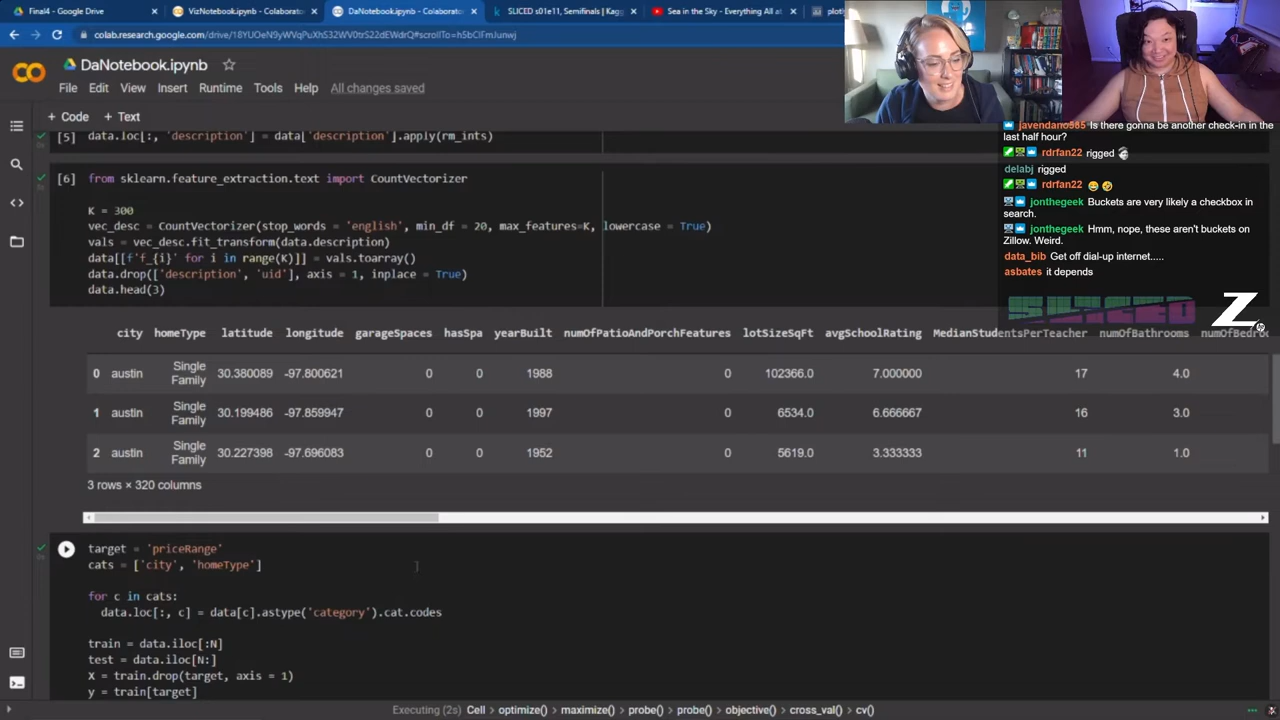 Final4 - Google Drive
VizNotebook.ipynb - Colaborato
DaNotebook.ipynb - Colaborato
SLICED s01e11, Semifinals | Kagg
Sea in the Sky - Everything All at
plot
colab.research.google.com/drive/
DaNotebook.ipynb
File Edit View Insert Runtime Tools Help All changes saved
+ Code + Text
[5] data.loc[:, 'description'] = data['description'].apply(rm_ints)
[6] from sklearn.feature_extraction.text import CountVectorizer
K = 300
vec_desc = CountVectorizer(stop_words = 'english', min_df = 20, max_features=K, lowercase = True)
vals = vec_desc.fit_transform(data.description)
data[[f'f_{i}' for i in range(K)]] = vals.toarray()
data.drop(['description', 'uid'], axis = 1, inplace = True)
data.head(3)
city homeType latitude longitude garageSpaces hasSpa yearBuilt numOfPatioAndPorchFeatures lotSizeSqFt avgSchoolRating MedianStudentsPerTeacher numOfBathrooms numOfBedro
0 austin Single Family 30.380089 -97.800621 0 0 1988 0 102366.0 7.000000 17 4.0
1 austin Single Family 30.199486 -97.859947 0 0 1997 0 6534.0 6.666667 16 3.0
2 austin Single Family 30.227398 -97.696083 0 0 1952 0 5619.0 3.333333 11 1.0
3 rows × 320 columns
target = 'priceRange'
cats = ['city', 'homeType']
for c in cats:
data.loc[:, c] = data[c].astype('category').cat.codes
train = data.iloc[:N]
test = data.iloc[N:]
X = train.drop(target, axis = 1)
y = train[target]
Executing (2s) Cell optimize() maximize() probe() probe() objective() cross_val() cv()
javendano565 Is there gonna be another check-in in the
last half hour?
rdrfan22 rigged
delabj rigged
rdrfan22
jonthegeek: Buckets are very likely a checkbox in
search.
jonthegeek: Hmm, nope, these aren't buckets on
Zillow. Weird.
data_bib Get off dial-up internet.....
asbates it depends
SLICED
Z